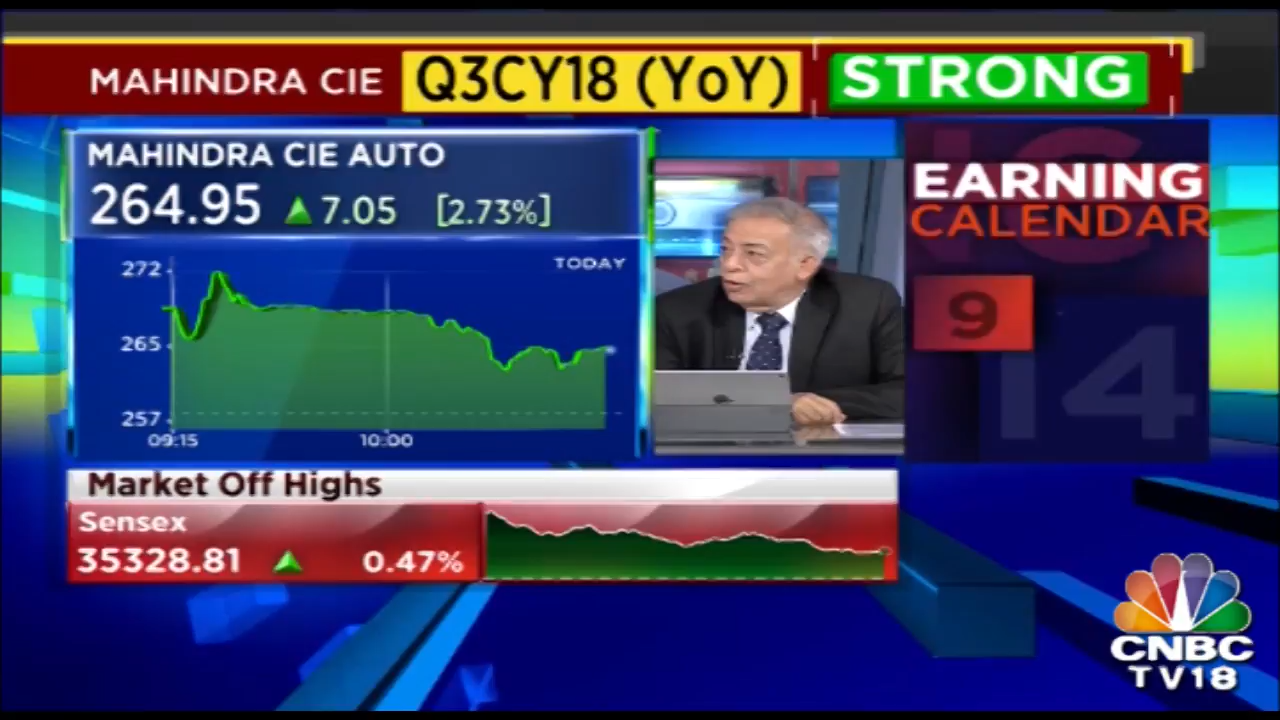 MAHINDRA CIE Q3CY18 (YoY) STRONG
MAHINDRA CIE AUTO
264.95 ▲ 7.05 [2.73%]
TODAY
272
265
257
09:15 10:00
EARNING
CALENDAR
9
14
Market Off Highs
Sensex
35328.81 ▲ 0.47%
CNBC
TV18